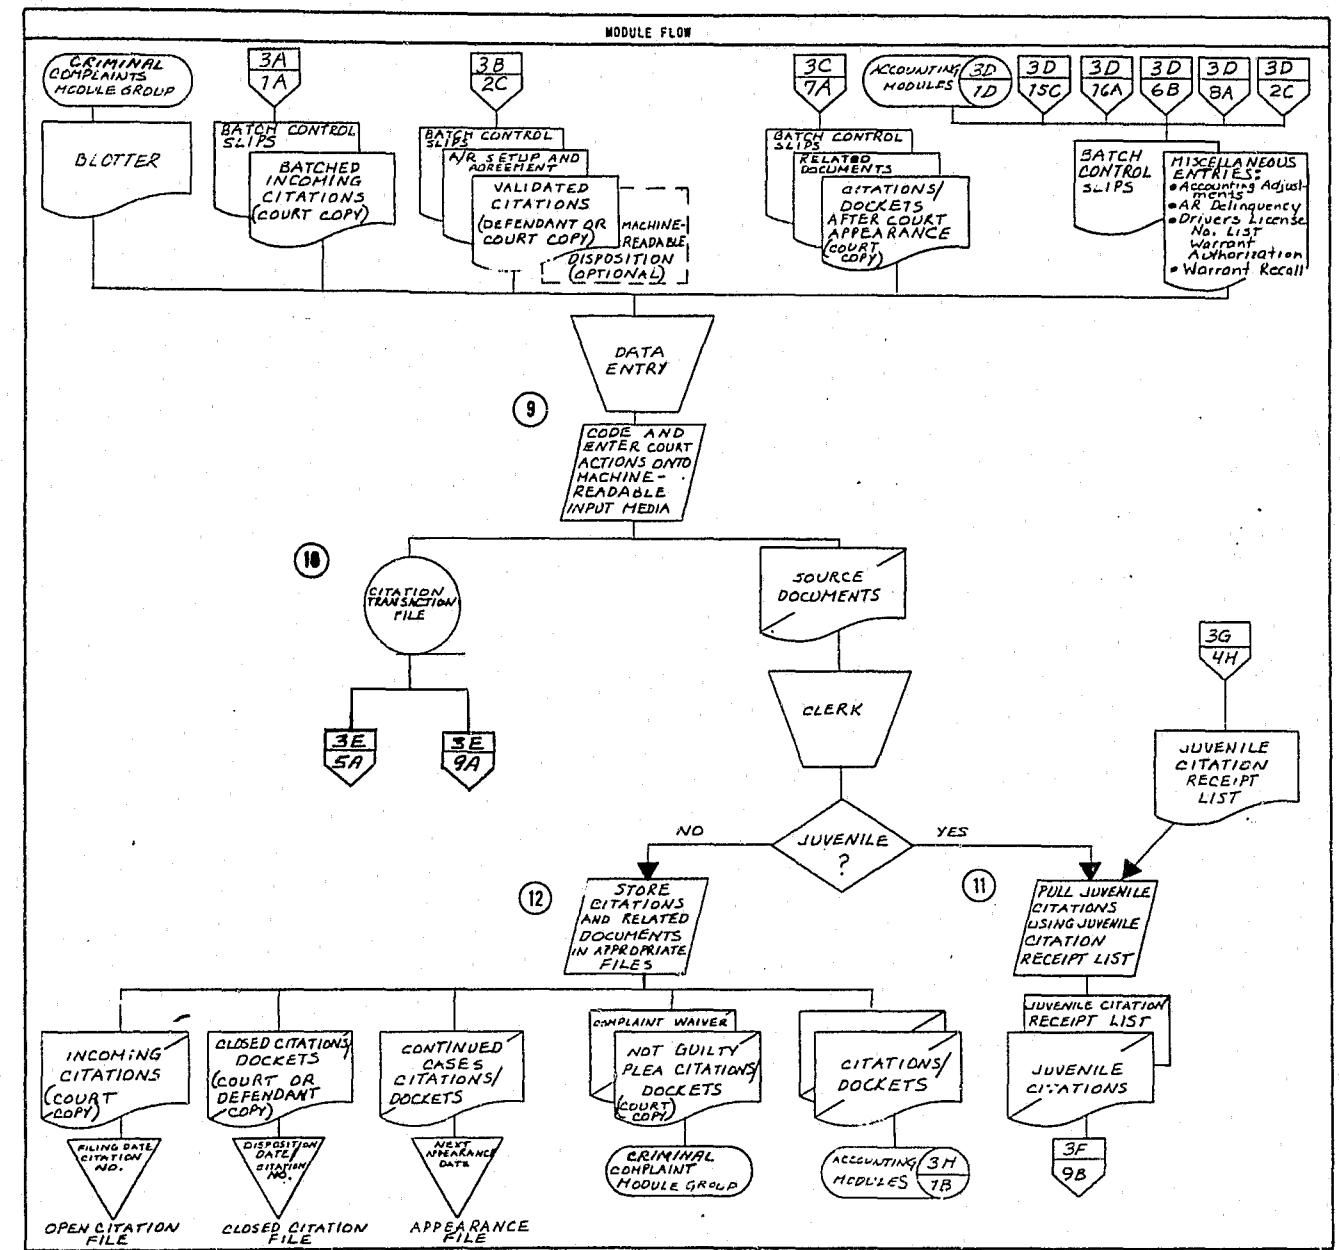 MODULE FLOW
CRIMINAL
COMPLAINTS
MODULE GROUP
3A
1A
3B
2C
3C
7A
ACCOUNTING
MODULES
3D
1D
3D
15C
3D
16A
3D
6B
3D
8A
3D
2C
BLOTTER
BATCH CONTROL
SLIPS
BATCHED
INCOMING
CITATIONS
(COURT COPY)
BATCH CONTROL
SLIPS
A/R SETUP AND
AGREEMENT
VALIDATED
CITATIONS
(DEFENDANT OR
COURT COPY)
MACHINE-
READABLE
DISPOSITION
(OPTIONAL)
BATCH CONTROL
SLIPS
RELATED
DOCUMENTS
CITATIONS/
DOCKETS
AFTER COURT
APPEARANCE
(COURT
COPY)
BATCH
CONTROL
SLIPS
MISCELLANEOUS
ENTRIES:
•Accounting Adjust-
ments
•AR Delinquency
•Drivers License
No. List
Warrant
Authorization
• Warrant Recall
DATA
ENTRY
9
CODE AND
ENTER COURT
ACTIONS ONTO
MACHINE-
READABLE
INPUT MEDIA
10
CITATION
TRANSACTION
FILE
SOURCE
DOCUMENTS
3G
4H
CLERK
3E
5A
3E
9A
JUVENILE
CITATION
RECEIPT
LIST
NO
JUVENILE
?
YES
12
STORE
CITATIONS
AND RELATED
DOCUMENTS
IN APPROPRIATE
FILES
11
PULL JUVENILE
CITATIONS
USING JUVENILE
CITATION
RECEIPT LIST
INCOMING
CITATIONS
(COURT
COPY)
CLOSED CITATIONS/
DOCKETS
(COURT OR
DEFENDANT
COPY)
CONTINUED
CASES
CITATIONS/
DOCKETS
COMPLAINT WAIVER
NOT GUILTY
PLEA CITATIONS/
DOCKETS
(COURT
COPY)
CITATIONS/
DOCKETS
JUVENILE CITATION
RECEIPT LIST
JUVENILE
CITATIONS
FILING DATE
CITATION
NO.
DISPOSITION
DATE/
CITATION
NO.
NEXT
APPEARANCE
DATE
CRIMINAL
COMPLAINT
MODULE GROUP
ACCOUNTING
MODULES
3H
1B
3F
9B
OPEN CITATION
FILE
CLOSED CITATION
FILE
APPEARANCE
FILE